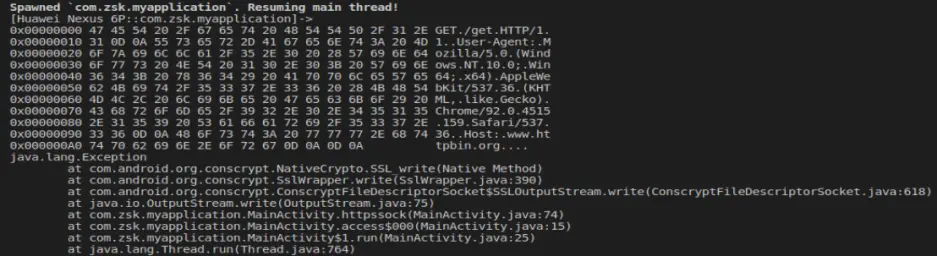 Spawned `com.zsk.myapplication`. Resuming main thread!
[Huawei Nexus 6P::com.zsk.myapplication]->
0x00000000 47 45 54 20 2F 67 65 74 20 48 54 54 50 2F 31 2E GET./get.HTTP/1.
0x00000010 31 0D 0A 55 73 65 72 2D 41 67 65 6E 74 3A 20 4D 1..User-Agent:.M
0x00000020 6F 7A 69 6C 6C 61 2F 35 2E 30 20 28 57 69 6E 64 ozilla/5.0.(Wind
0x00000030 6F 77 73 20 4E 54 20 31 30 2E 30 3B 20 57 69 6E ows.NT.10.0;.Win
0x00000040 36 34 3B 20 78 36 34 29 20 41 70 70 6C 65 57 65 64;.x64).AppleWe
0x00000050 62 4B 69 74 2F 35 33 37 2E 33 36 20 28 4B 48 54 bKit/537.36.(KHT
0x00000060 4D 4C 2C 20 6C 69 6B 65 20 47 65 63 6B 6F 29 20 ML,.like.Gecko).
0x00000070 43 68 72 6F 6D 65 2F 39 32 2E 30 2E 34 35 31 35 Chrome/92.0.4515
0x00000080 2E 31 35 39 20 53 61 66 61 72 69 2F 35 33 37 2E .159.Safari/537.
0x00000090 33 36 0D 0A 48 6F 73 74 3A 20 77 77 77 2E 68 74 36..Host:.www.ht
0x000000A0 74 70 62 69 6E 2E 6F 72 67 0D 0A 0D 0A tpbin.org....
java.lang.Exception
at com.android.org.conscrypt.NativeCrypto.SSL_write(Native Method)
at com.android.org.conscrypt.SslWrapper.write(SslWrapper.java:390)
at com.android.org.conscrypt.ConscryptFileDescriptorSocket$SSLOutputStream.write(ConscryptFileDescriptorSocket.java:618)
at java.io.OutputStream.write(OutputStream.java:75)
at com.zsk.myapplication.MainActivity.httpssock(MainActivity.java:74)
at com.zsk.myapplication.MainActivity.access$000(MainActivity.java:15)
at com.zsk.myapplication.MainActivity$1.run(MainActivity.java:25)
at java.lang.Thread.run(Thread.java:764)